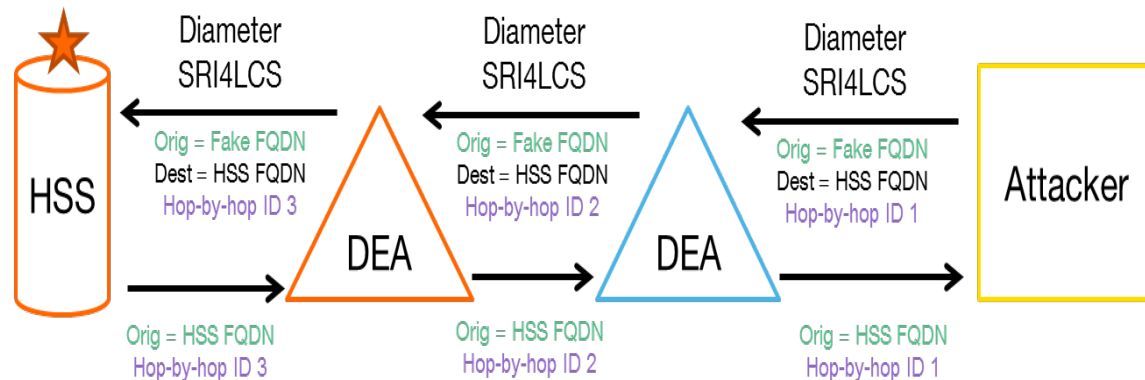 Diameter
SRI4LCS
Diameter
SRI4LCS
Diameter
SRI4LCS
Orig = Fake FQDN
Dest = HSS FQDN
Hop-by-hop ID 3
Orig = Fake FQDN
Dest = HSS FQDN
Hop-by-hop ID 2
Orig = Fake FQDN
Dest = HSS FQDN
Hop-by-hop ID 1
HSS
DEA
DEA
Attacker
Orig = HSS FQDN
Hop-by-hop ID 3
Orig = HSS FQDN
Hop-by-hop ID 2
Orig = HSS FQDN
Hop-by-hop ID 1